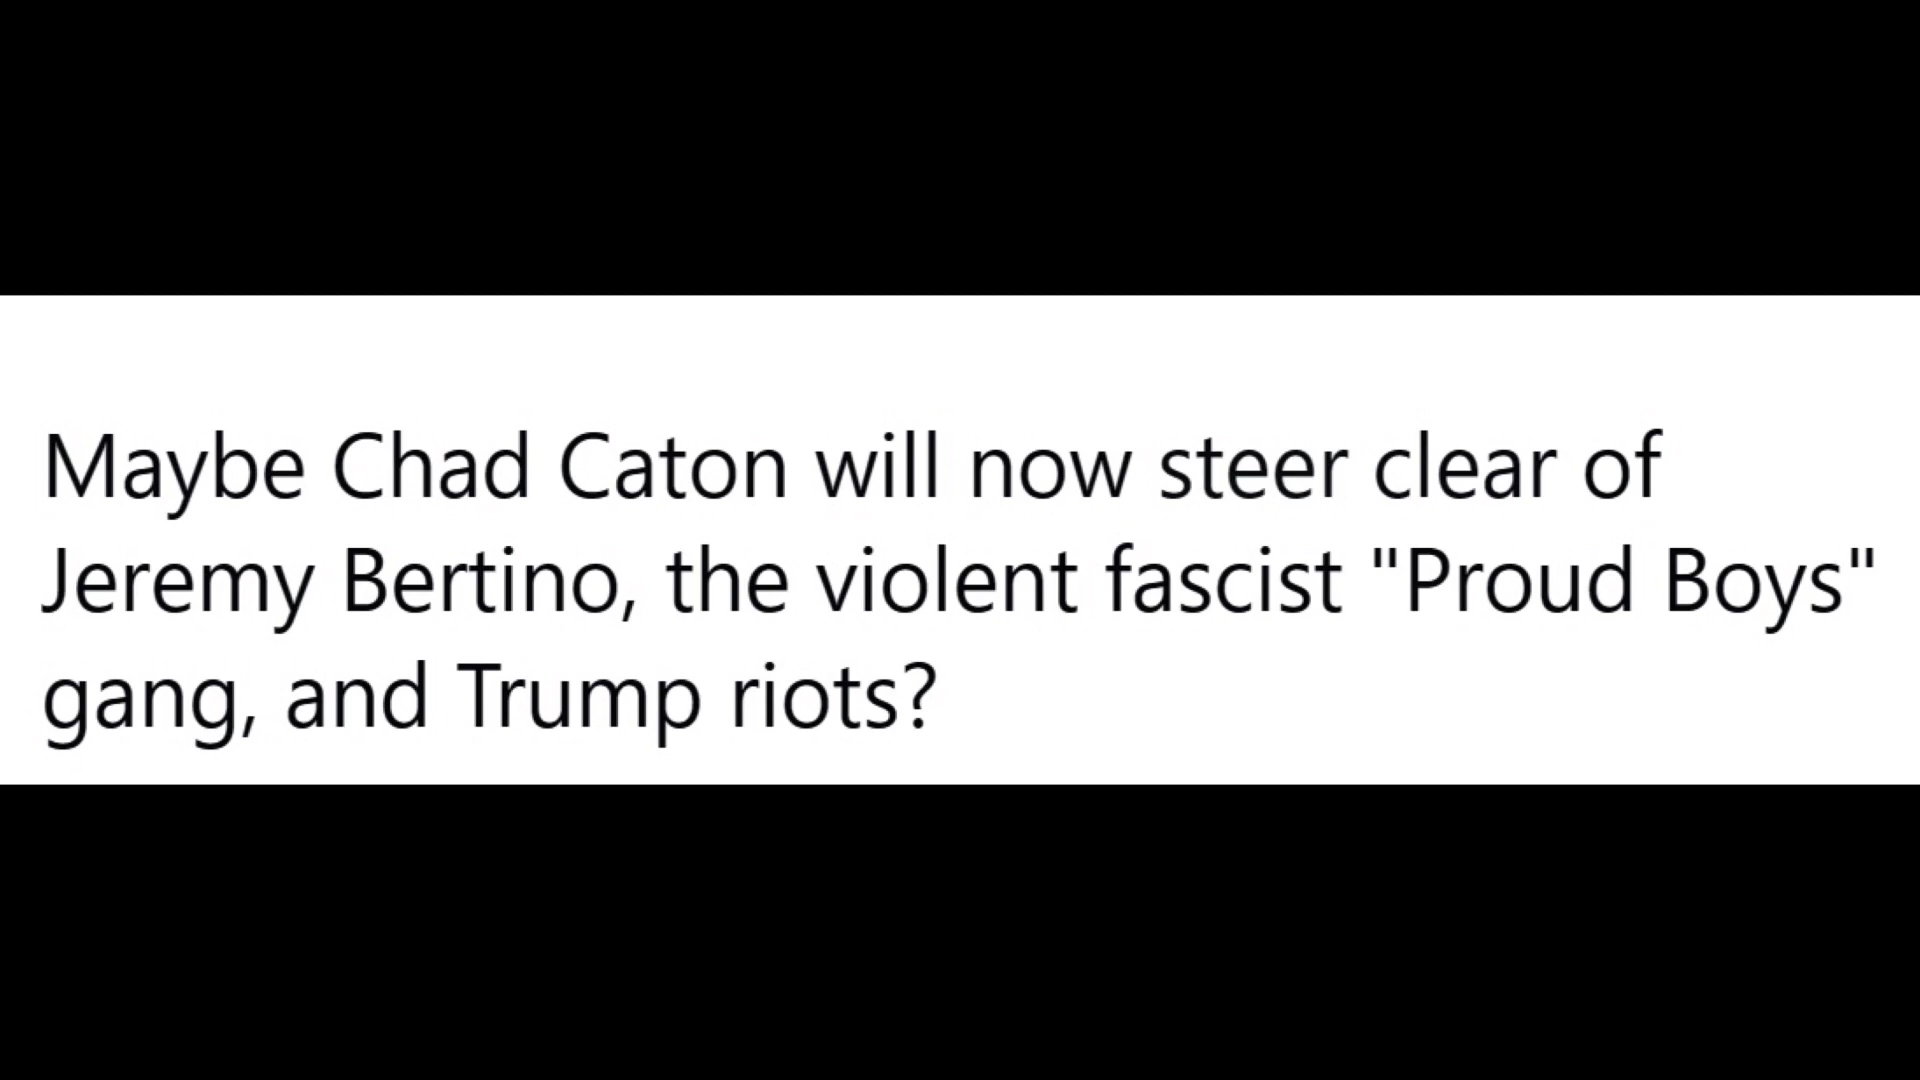 Maybe Chad Caton will now steer clear of
Jeremy Bertino, the violent fascist "Proud Boys"
gang, and Trump riots?